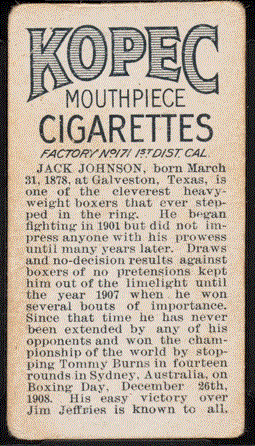 KOPEC
MOUTHPIECE
CIGARETTES
FACTORY No 171 1ST DIST. CAL.
JACK JOHNSON, born March
31, 1878, at Galveston, Texas, is
one of the cleverest heavy-
weight boxers that ever step-
ped in the ring. He began
fighting in 1901 but did not im-
press anyone with his prowess
until many years later. Draws
and no-decision results against
boxers of no pretensions kept
him out of the limelight until
the year 1907 when he won
several bouts of importance.
Since that time he has never
been extended by any of his
opponents and won the cham-
pionship of the world by stop-
ping Tommy Burns in fourteen
rounds in Sydney, Australia, on
Boxing Day, December 26th,
1908. His easy victory over
Jim Jeffries is known to all.